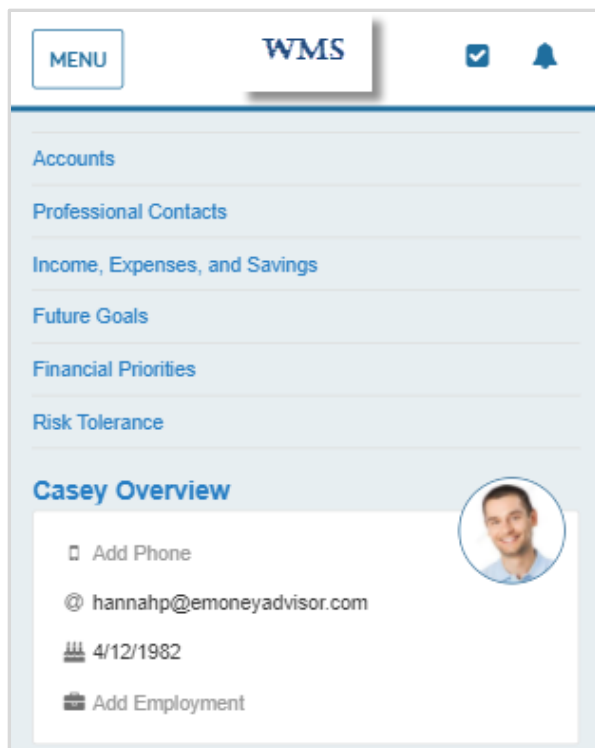 MENU
WMS
Accounts
Professional Contacts
Income, Expenses, and Savings
Future Goals
Financial Priorities
Risk Tolerance
Casey Overview
Add Phone
@ hannahp@emoneyadvisor.com
4/12/1982
Add Employment